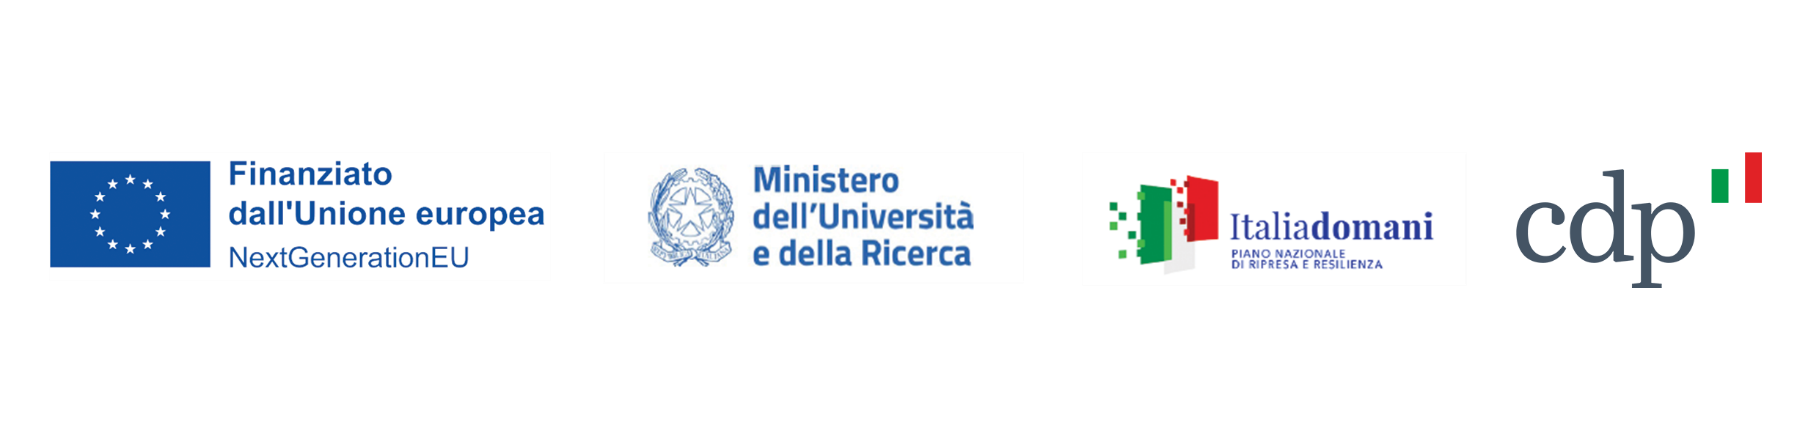 Finanziato
dall'Unione europea
NextGenerationEU
Ministero
dell'Università
e della Ricerca
Italiadomani
PIANO NAZIONALE
DI RIPRESA E RESILIENZA
cdp